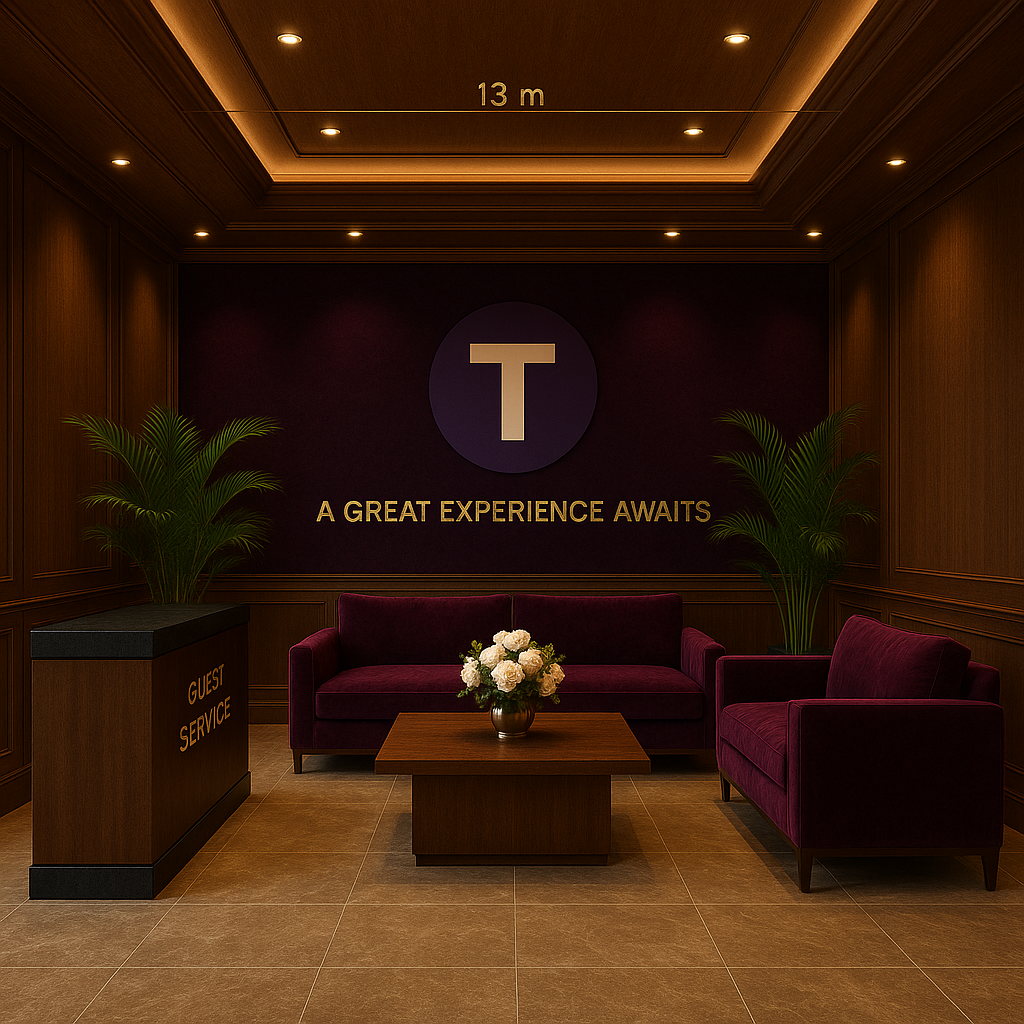 13 m
T
A GREAT EXPERIENCE AWAITS
GUEST
SERVICE